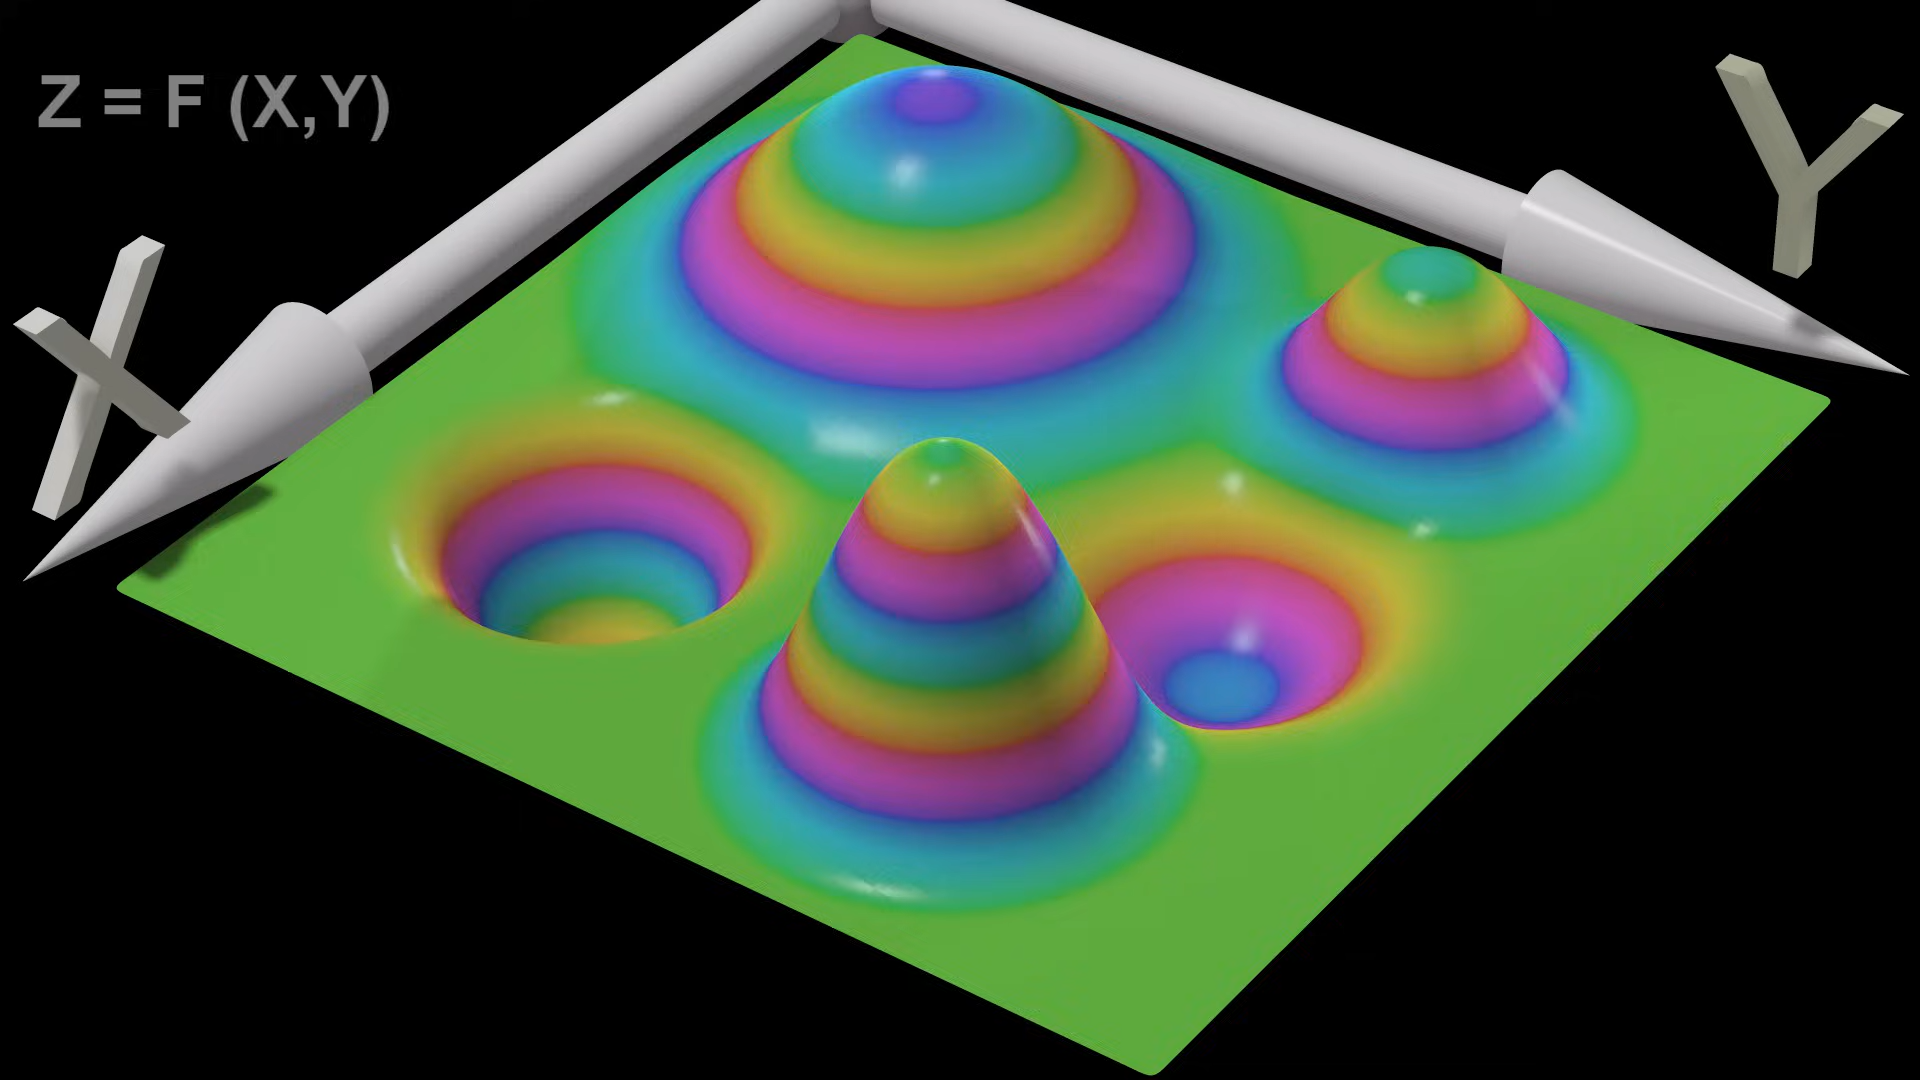 Z = F (X,Y)
X
Y